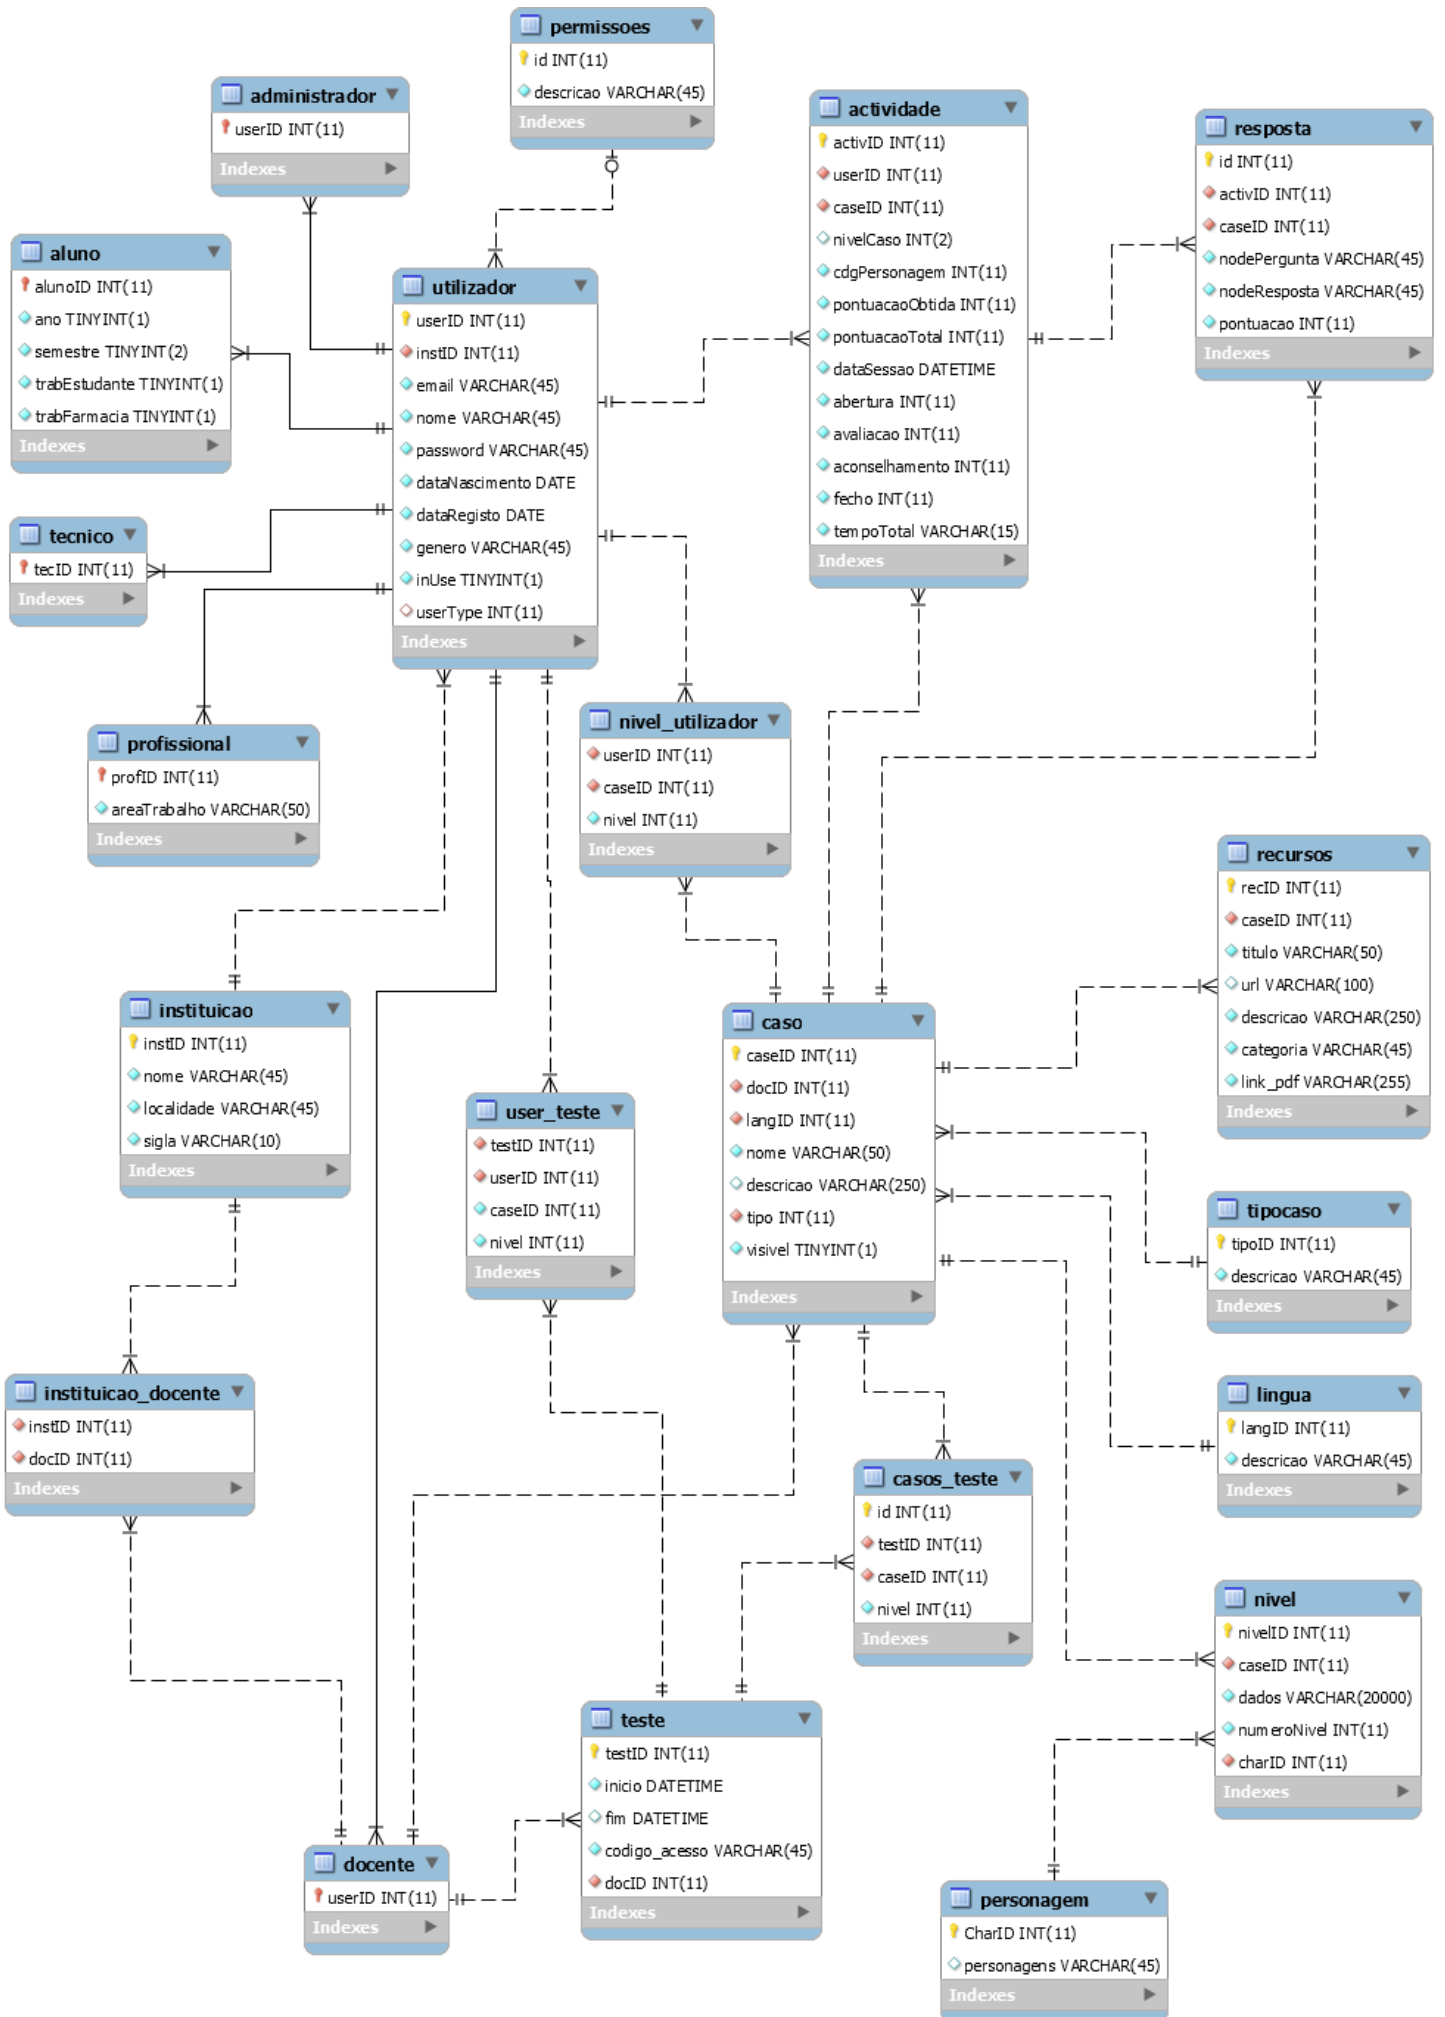 permissoes
id INT(11)
descricao VARCHAR(45)
Indexes
administrador
userID INT(11)
Indexes
actividade
activID INT(11)
userID INT(11)
caseID INT(11)
nivelCaso INT(2)
cdgPersonagem INT(11)
pontuacaoObtida INT(11)
pontuacaoTotal INT(11)
dataSessao DATETIME
abertura INT(11)
avaliacao INT(11)
aconselhamento INT(11)
fecho INT(11)
tempoTotal VARCHAR(15)
Indexes
resposta
id INT(11)
activID INT(11)
caseID INT(11)
nodePergunta VARCHAR(45)
nodeResposta VARCHAR(45)
pontuacao INT(11)
Indexes
aluno
alunoID INT(11)
ano TINYINT(1)
semestre TINYINT(2)
trabEstudante TINYINT(1)
trabFarmacia TINYINT(1)
Indexes
utilizador
userID INT(11)
instID INT(11)
email VARCHAR(45)
nome VARCHAR(45)
password VARCHAR(45)
dataNascimento DATE
dataRegisto DATE
genero VARCHAR(45)
inUse TINYINT(1)
userType INT(11)
Indexes
tecnico
tecID INT(11)
Indexes
profissional
profID INT(11)
areaTrabalho VARCHAR(50)
Indexes
nivel_utilizador
userID INT(11)
caseID INT(11)
nivel INT(11)
Indexes
recursos
recID INT(11)
caseID INT(11)
titulo VARCHAR(50)
url VARCHAR(100)
descricao VARCHAR(250)
categoria VARCHAR(45)
link_pdf VARCHAR(255)
Indexes
instituicao
instID INT(11)
nome VARCHAR(45)
localidade VARCHAR(45)
sigla VARCHAR(10)
Indexes
caso
caseID INT(11)
docID INT(11)
langID INT(11)
nome VARCHAR(50)
descricao VARCHAR(250)
tipo INT(11)
visivel TINYINT(1)
Indexes
user_teste
testID INT(11)
userID INT(11)
caseID INT(11)
nivel INT(11)
Indexes
tipocaso
tipoID INT(11)
descricao VARCHAR(45)
Indexes
instituicao_docente
instID INT(11)
docID INT(11)
Indexes
lingua
langID INT(11)
descricao VARCHAR(45)
Indexes
casos_teste
id INT(11)
testID INT(11)
caseID INT(11)
nivel INT(11)
Indexes
nivel
nivelID INT(11)
caseID INT(11)
dados VARCHAR(20000)
numeroNivel INT(11)
charID INT(11)
Indexes
teste
testID INT(11)
inicio DATETIME
fim DATETIME
codigo_acesso VARCHAR(45)
docID INT(11)
Indexes
docente
userID INT(11)
Indexes
personagem
CharID INT(11)
personagens VARCHAR(45)
Indexes